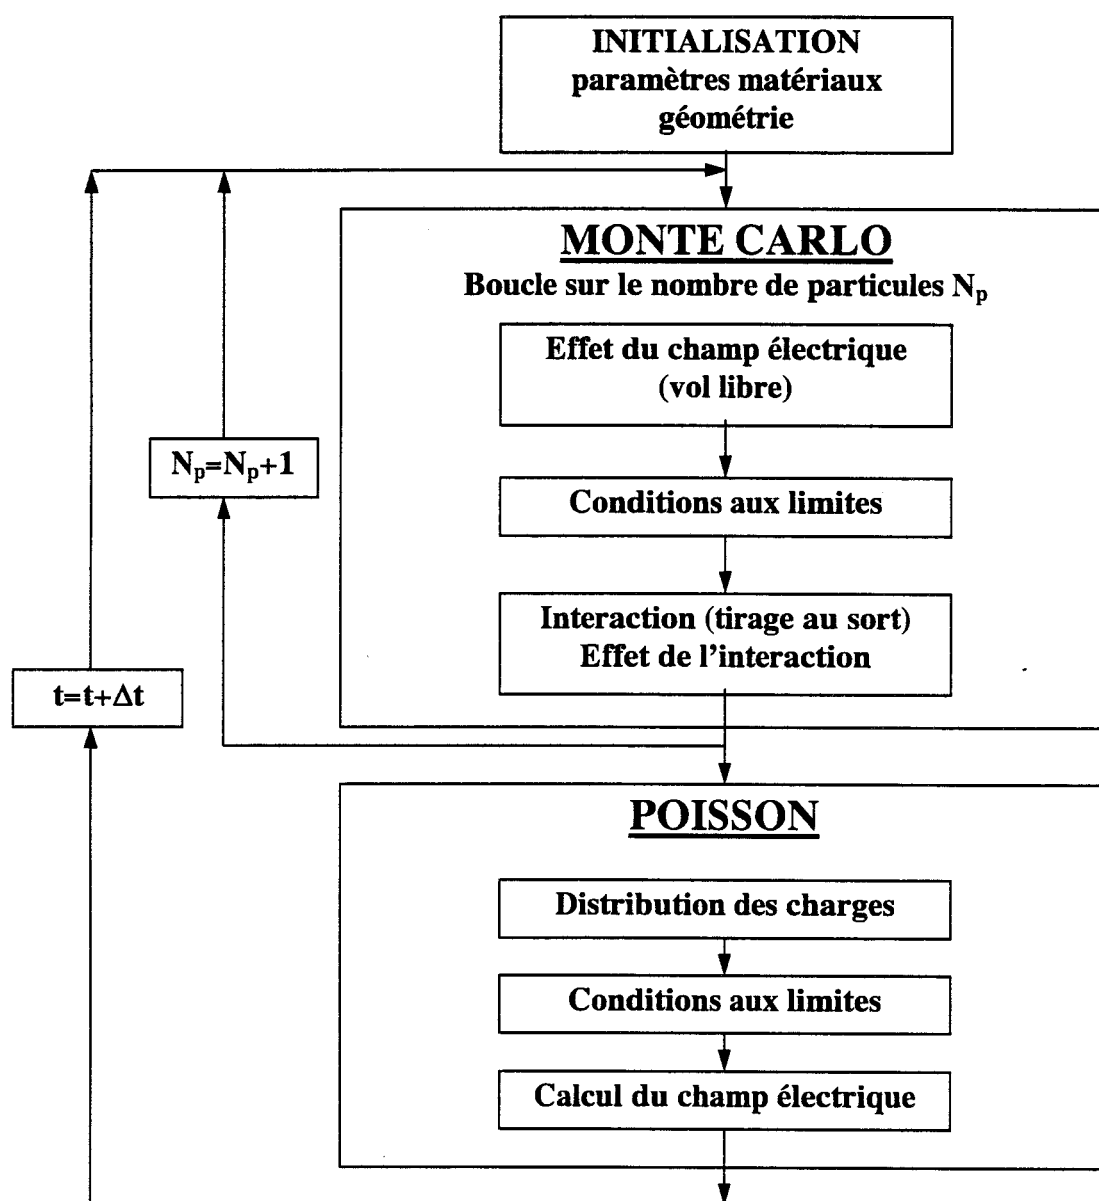 INITIALISATION
paramètres matériaux
géométrie
MONTE CARLO
Boucle sur le nombre de particules Np
Effet du champ électrique
(vol libre)
Np=Np+1
Conditions aux limites
Interaction (tirage au sort)
Effet de l'interaction
t=t+Δt
POISSON
Distribution des charges
Conditions aux limites
Calcul du champ électrique